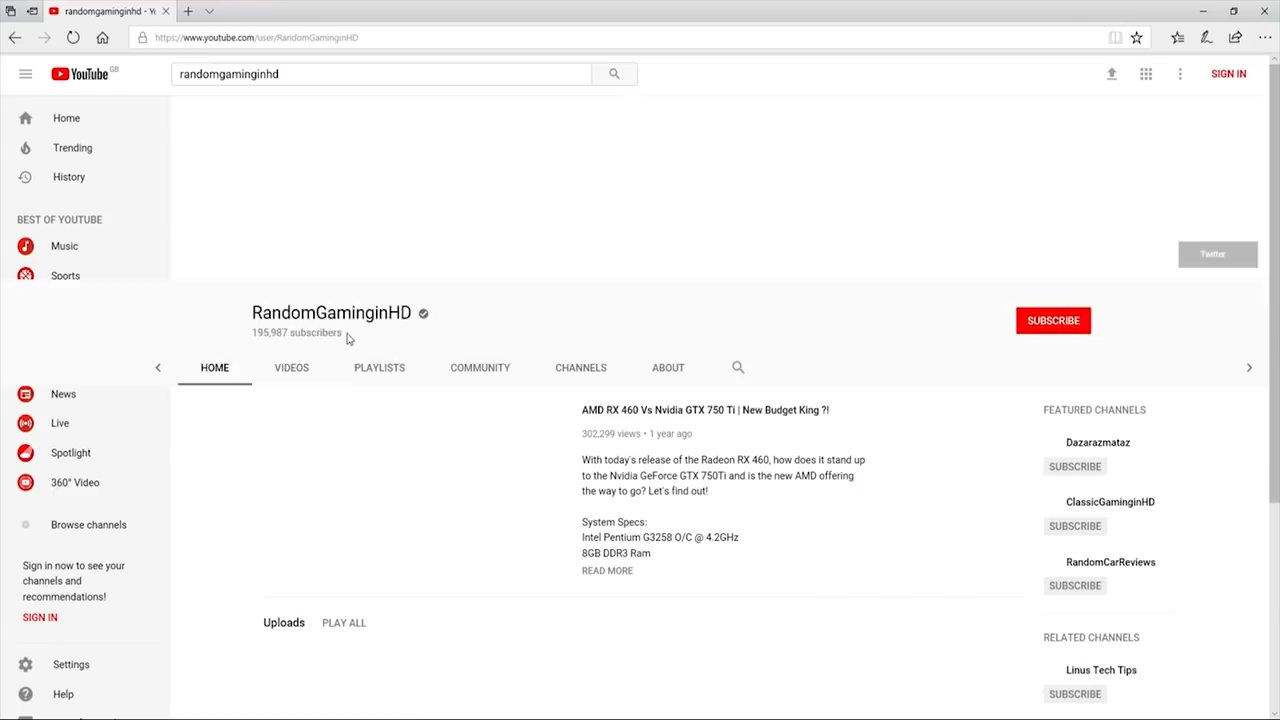 randomgaminginhd - Yo
https://www.youtube.com/user/RandomGaminginHD
YouTube GB
randomgaminginhd
SIGN IN
Home
Trending
History
BEST OF YOUTUBE
Music
Sports
Twitter
RandomGaminginHD
195,987 subscribers
SUBSCRIBE
HOME VIDEOS PLAYLISTS COMMUNITY CHANNELS ABOUT
News
Live
Spotlight
360° Video
Browse channels
Sign in now to see your
channels and
recommendations!
SIGN IN
Settings
Help
AMD RX 460 Vs Nvidia GTX 750 Ti | New Budget King ?!
302,299 views • 1 year ago
With today's release of the Radeon RX 460, how does it stand up
to the Nvidia GeForce GTX 750Ti and is the new AMD offering
the way to go? Let's find out!
System Specs:
Intel Pentium G3258 O/C @ 4.2GHz
8GB DDR3 Ram
READ MORE
Uploads PLAY ALL
FEATURED CHANNELS
Dazarazmataz
SUBSCRIBE
ClassicGaminginHD
SUBSCRIBE
RandomCarReviews
SUBSCRIBE
RELATED CHANNELS
Linus Tech Tips
SUBSCRIBE